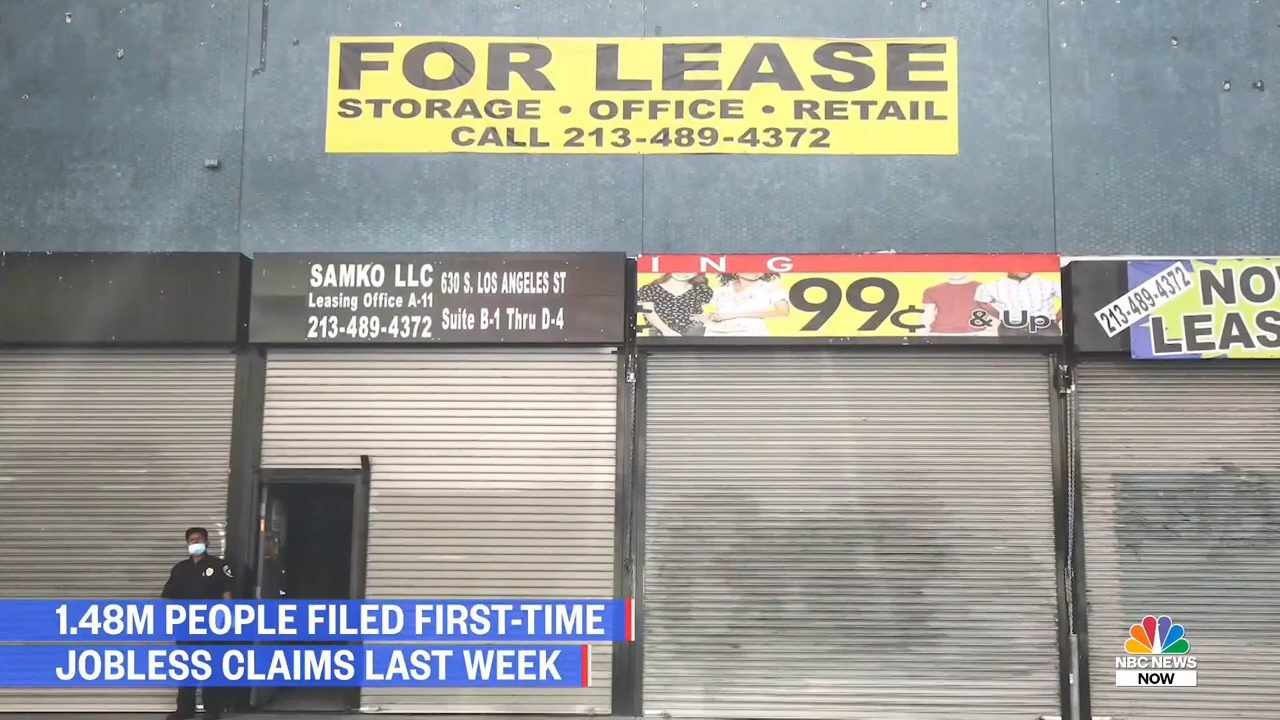 FOR LEASE
STORAGE • OFFICE • RETAIL
CALL 213-489-4372
SAMKO LLC
Leasing Office A-11
213-489-4372
630 S. LOS ANGELES ST
Suite B-1 Thru D-4
I N G
99¢
& Up
213-489-4372
NO
LEAS
1.48M PEOPLE FILED FIRST-TIME
JOBLESS CLAIMS LAST WEEK
NBC NEWS
NOW